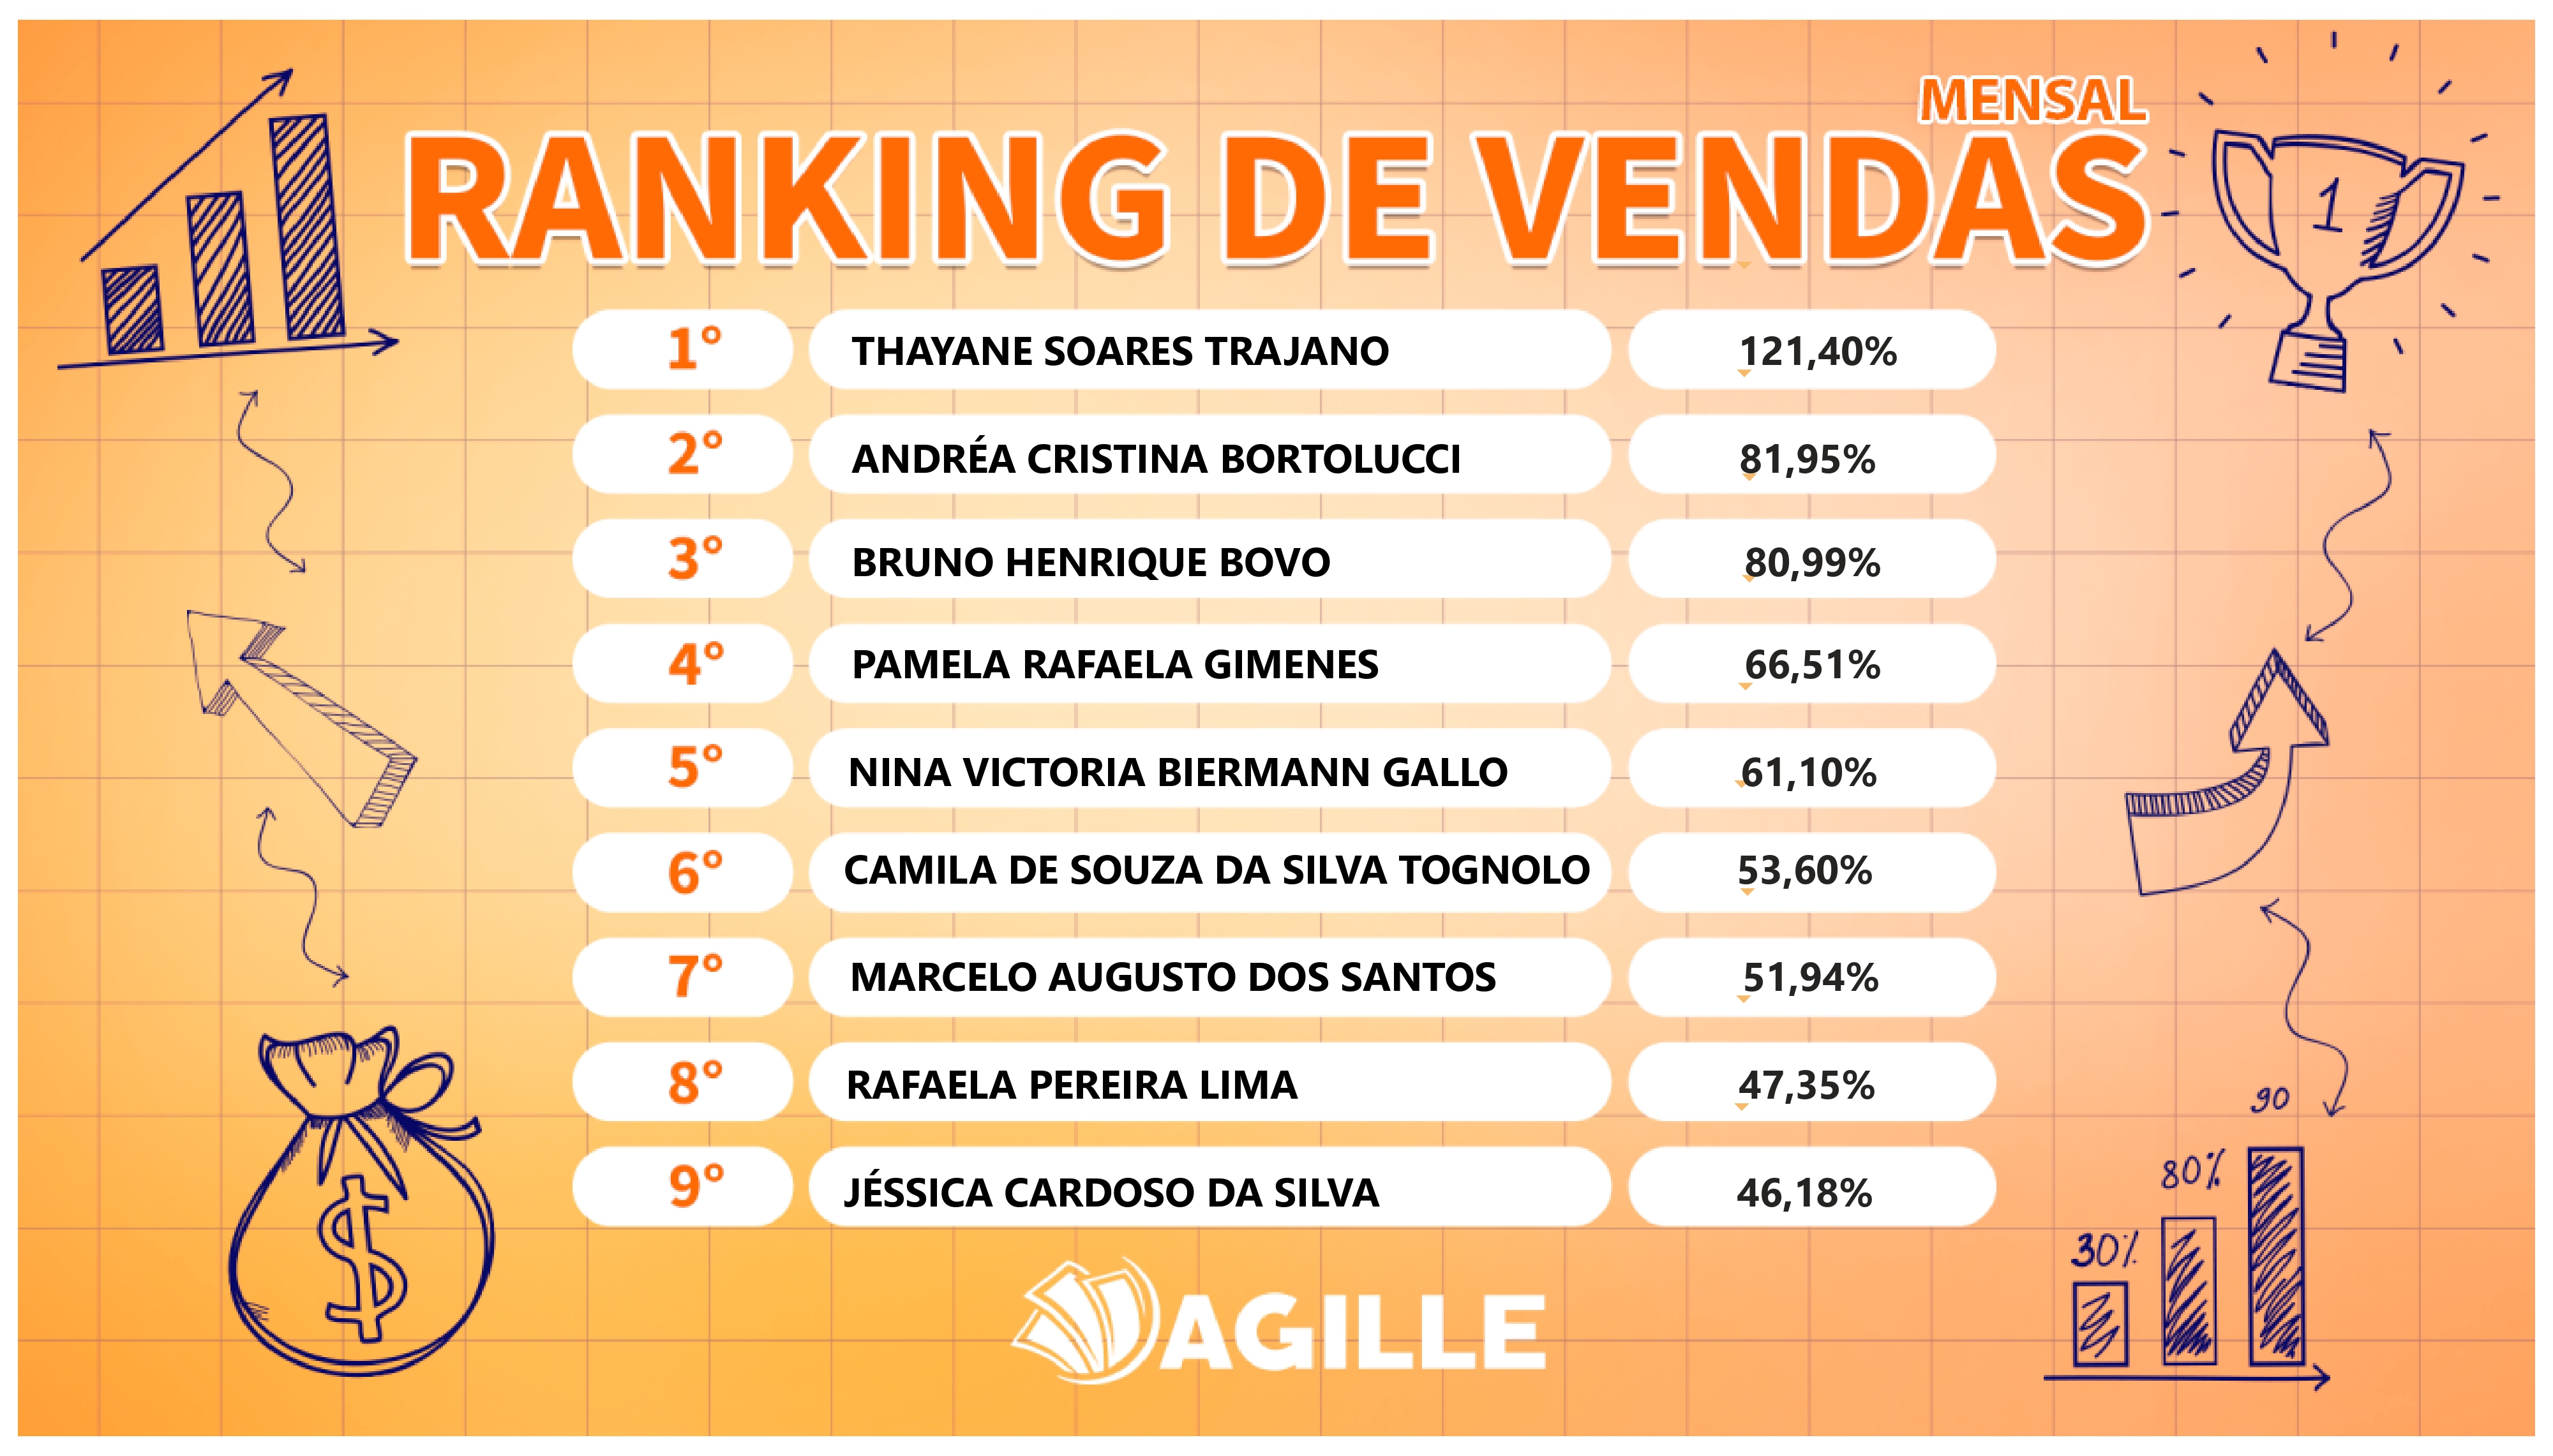 MENSAL
RANKING DE VENDAS
1° THAYANE SOARES TRAJANO 121,40%
2° ANDRÉA CRISTINA BORTOLUCCI 81,95%
3° BRUNO HENRIQUE BOVO 80,99%
4° PAMELA RAFAELA GIMENES 66,51%
5° NINA VICTORIA BIERMANN GALLO 61,10%
6° CAMILA DE SOUZA DA SILVA TOGNOLO 53,60%
7° MARCELO AUGUSTO DOS SANTOS 51,94%
8° RAFAELA PEREIRA LIMA 47,35%
9° JÉSSICA CARDOSO DA SILVA 46,18%
AGILLE
1
$
90
80%
30%